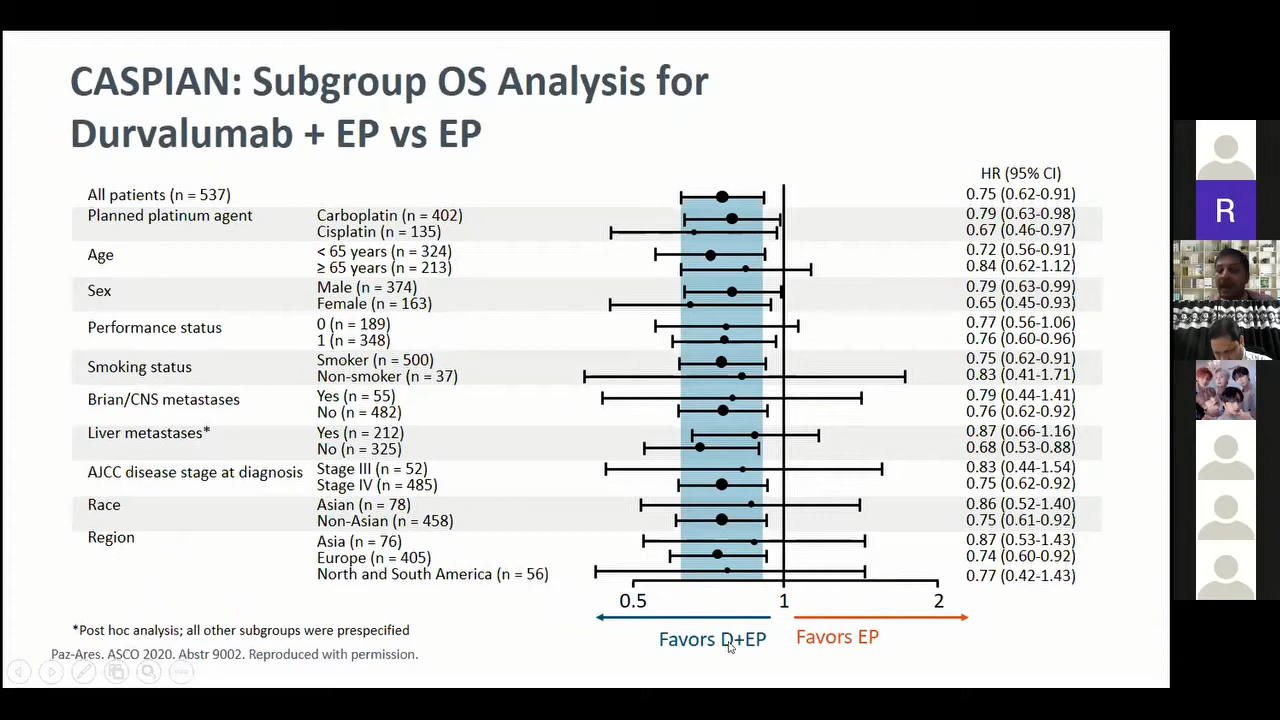 CASPIAN: Subgroup OS Analysis for
Durvalumab + EP vs EP
HR (95% CI)
All patients (n = 537) 0.75 (0.62-0.91)
Planned platinum agent Carboplatin (n = 402) 0.79 (0.63-0.98)
Cisplatin (n = 135) 0.67 (0.46-0.97)
Age < 65 years (n = 324) 0.72 (0.56-0.91)
≥ 65 years (n = 213) 0.84 (0.62-1.12)
Sex Male (n = 374) 0.79 (0.63-0.99)
Female (n = 163) 0.65 (0.45-0.93)
Performance status 0 (n = 189) 0.77 (0.56-1.06)
1 (n = 348) 0.76 (0.60-0.96)
Smoking status Smoker (n = 500) 0.75 (0.62-0.91)
Non-smoker (n = 37) 0.83 (0.41-1.71)
Brian/CNS metastases Yes (n = 55) 0.79 (0.44-1.41)
No (n = 482) 0.76 (0.62-0.92)
Liver metastases* Yes (n = 212) 0.87 (0.66-1.16)
No (n = 325) 0.68 (0.53-0.88)
AJCC disease stage at diagnosis Stage III (n = 52) 0.83 (0.44-1.54)
Stage IV (n = 485) 0.75 (0.62-0.92)
Race Asian (n = 78) 0.86 (0.52-1.40)
Non-Asian (n = 458) 0.75 (0.61-0.92)
Region Asia (n = 76) 0.87 (0.53-1.43)
Europe (n = 405) 0.74 (0.60-0.92)
North and South America (n = 56) 0.77 (0.42-1.43)
0.5 1 2
Favors D+EP Favors EP
*Post hoc analysis; all other subgroups were prespecified
Paz-Ares. ASCO 2020. Abstr 9002. Reproduced with permission.
R